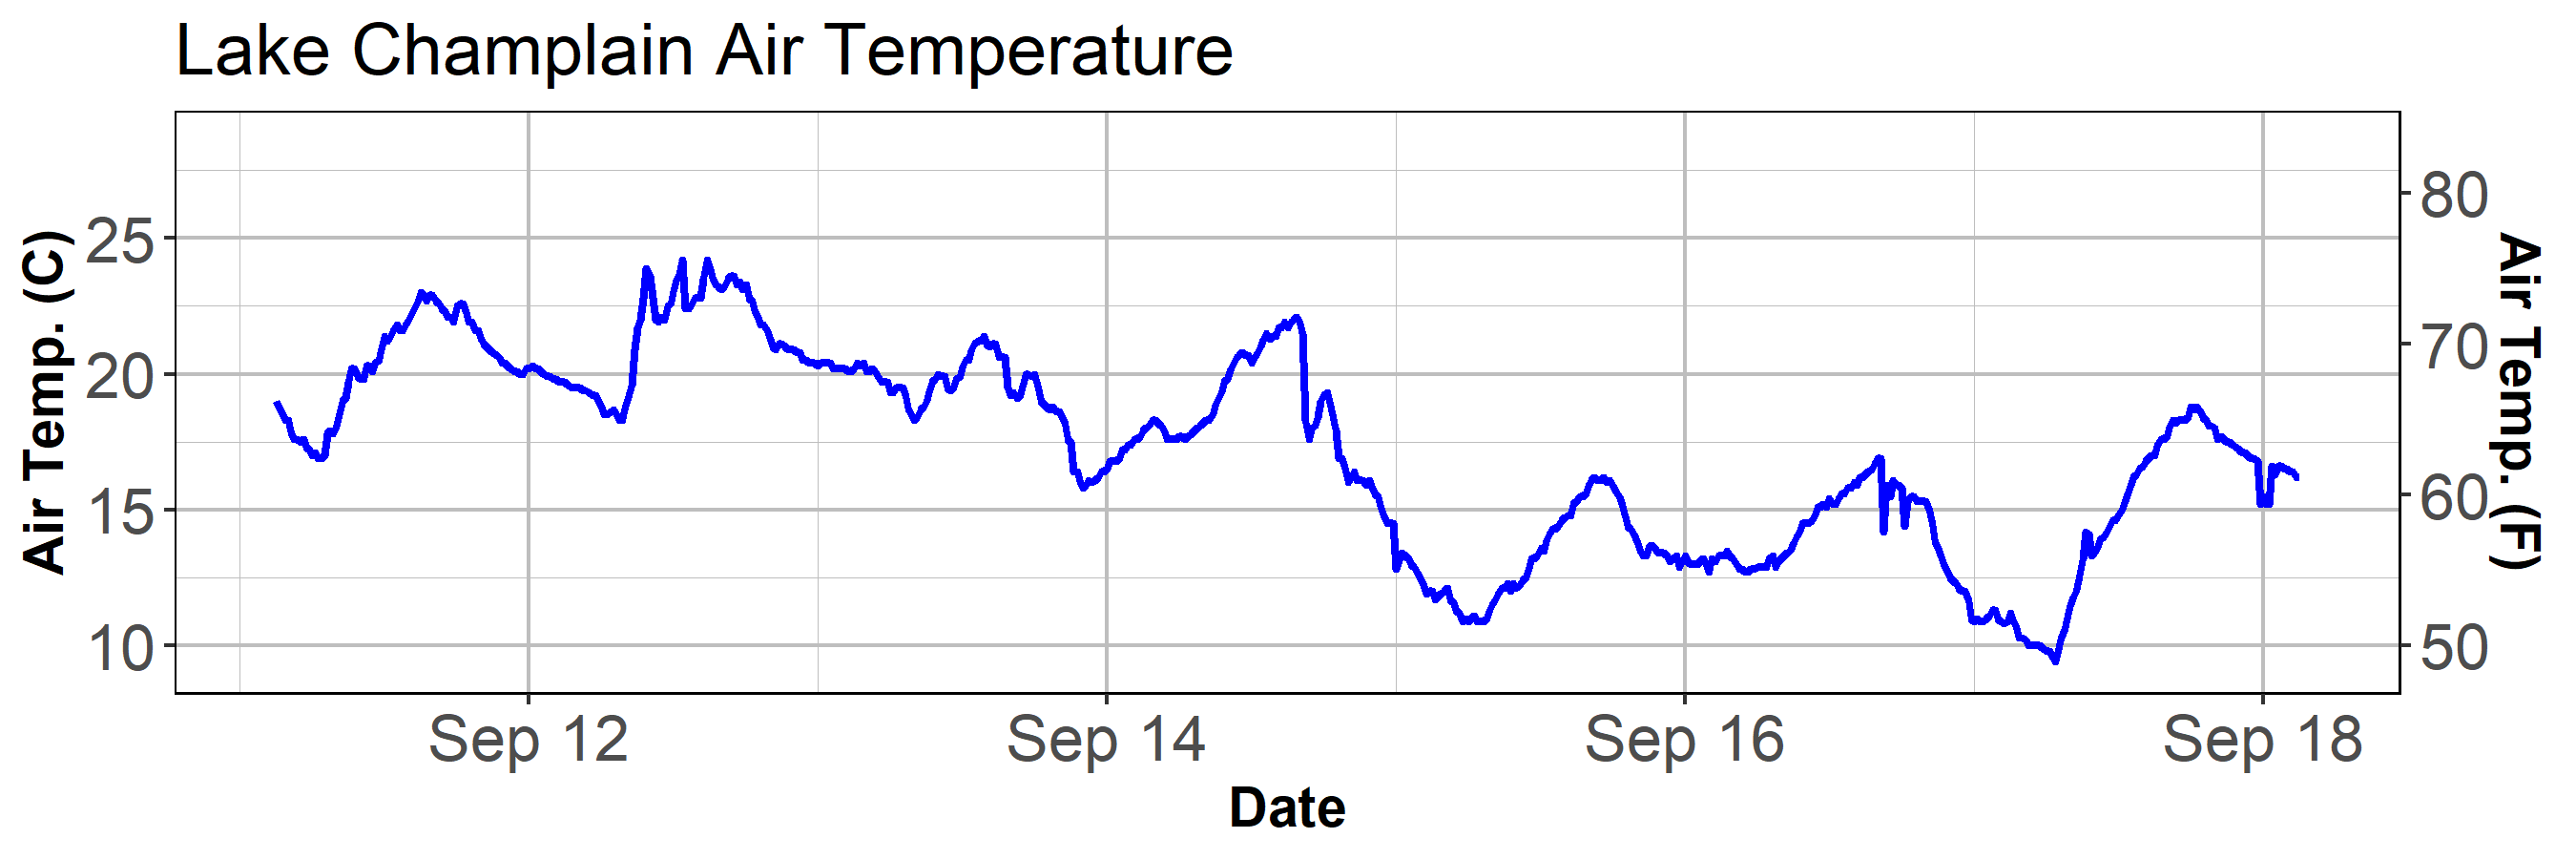 Lake Champlain Air Temperature
Air Temp. (C)
25
20
15
10
80
70
60
50
Air Temp. (F)
Sep 12
Sep 14
Sep 16
Sep 18
Date